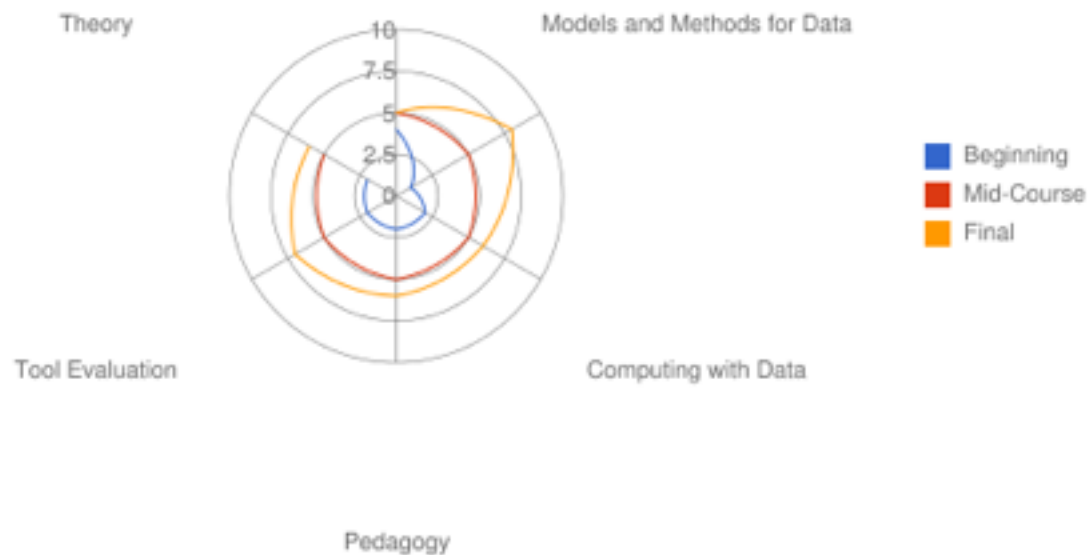 Theory
Models and Methods for Data
10
7.5
5
2.5
0
Beginning
Mid-Course
Final
Tool Evaluation
Computing with Data
Pedagogy